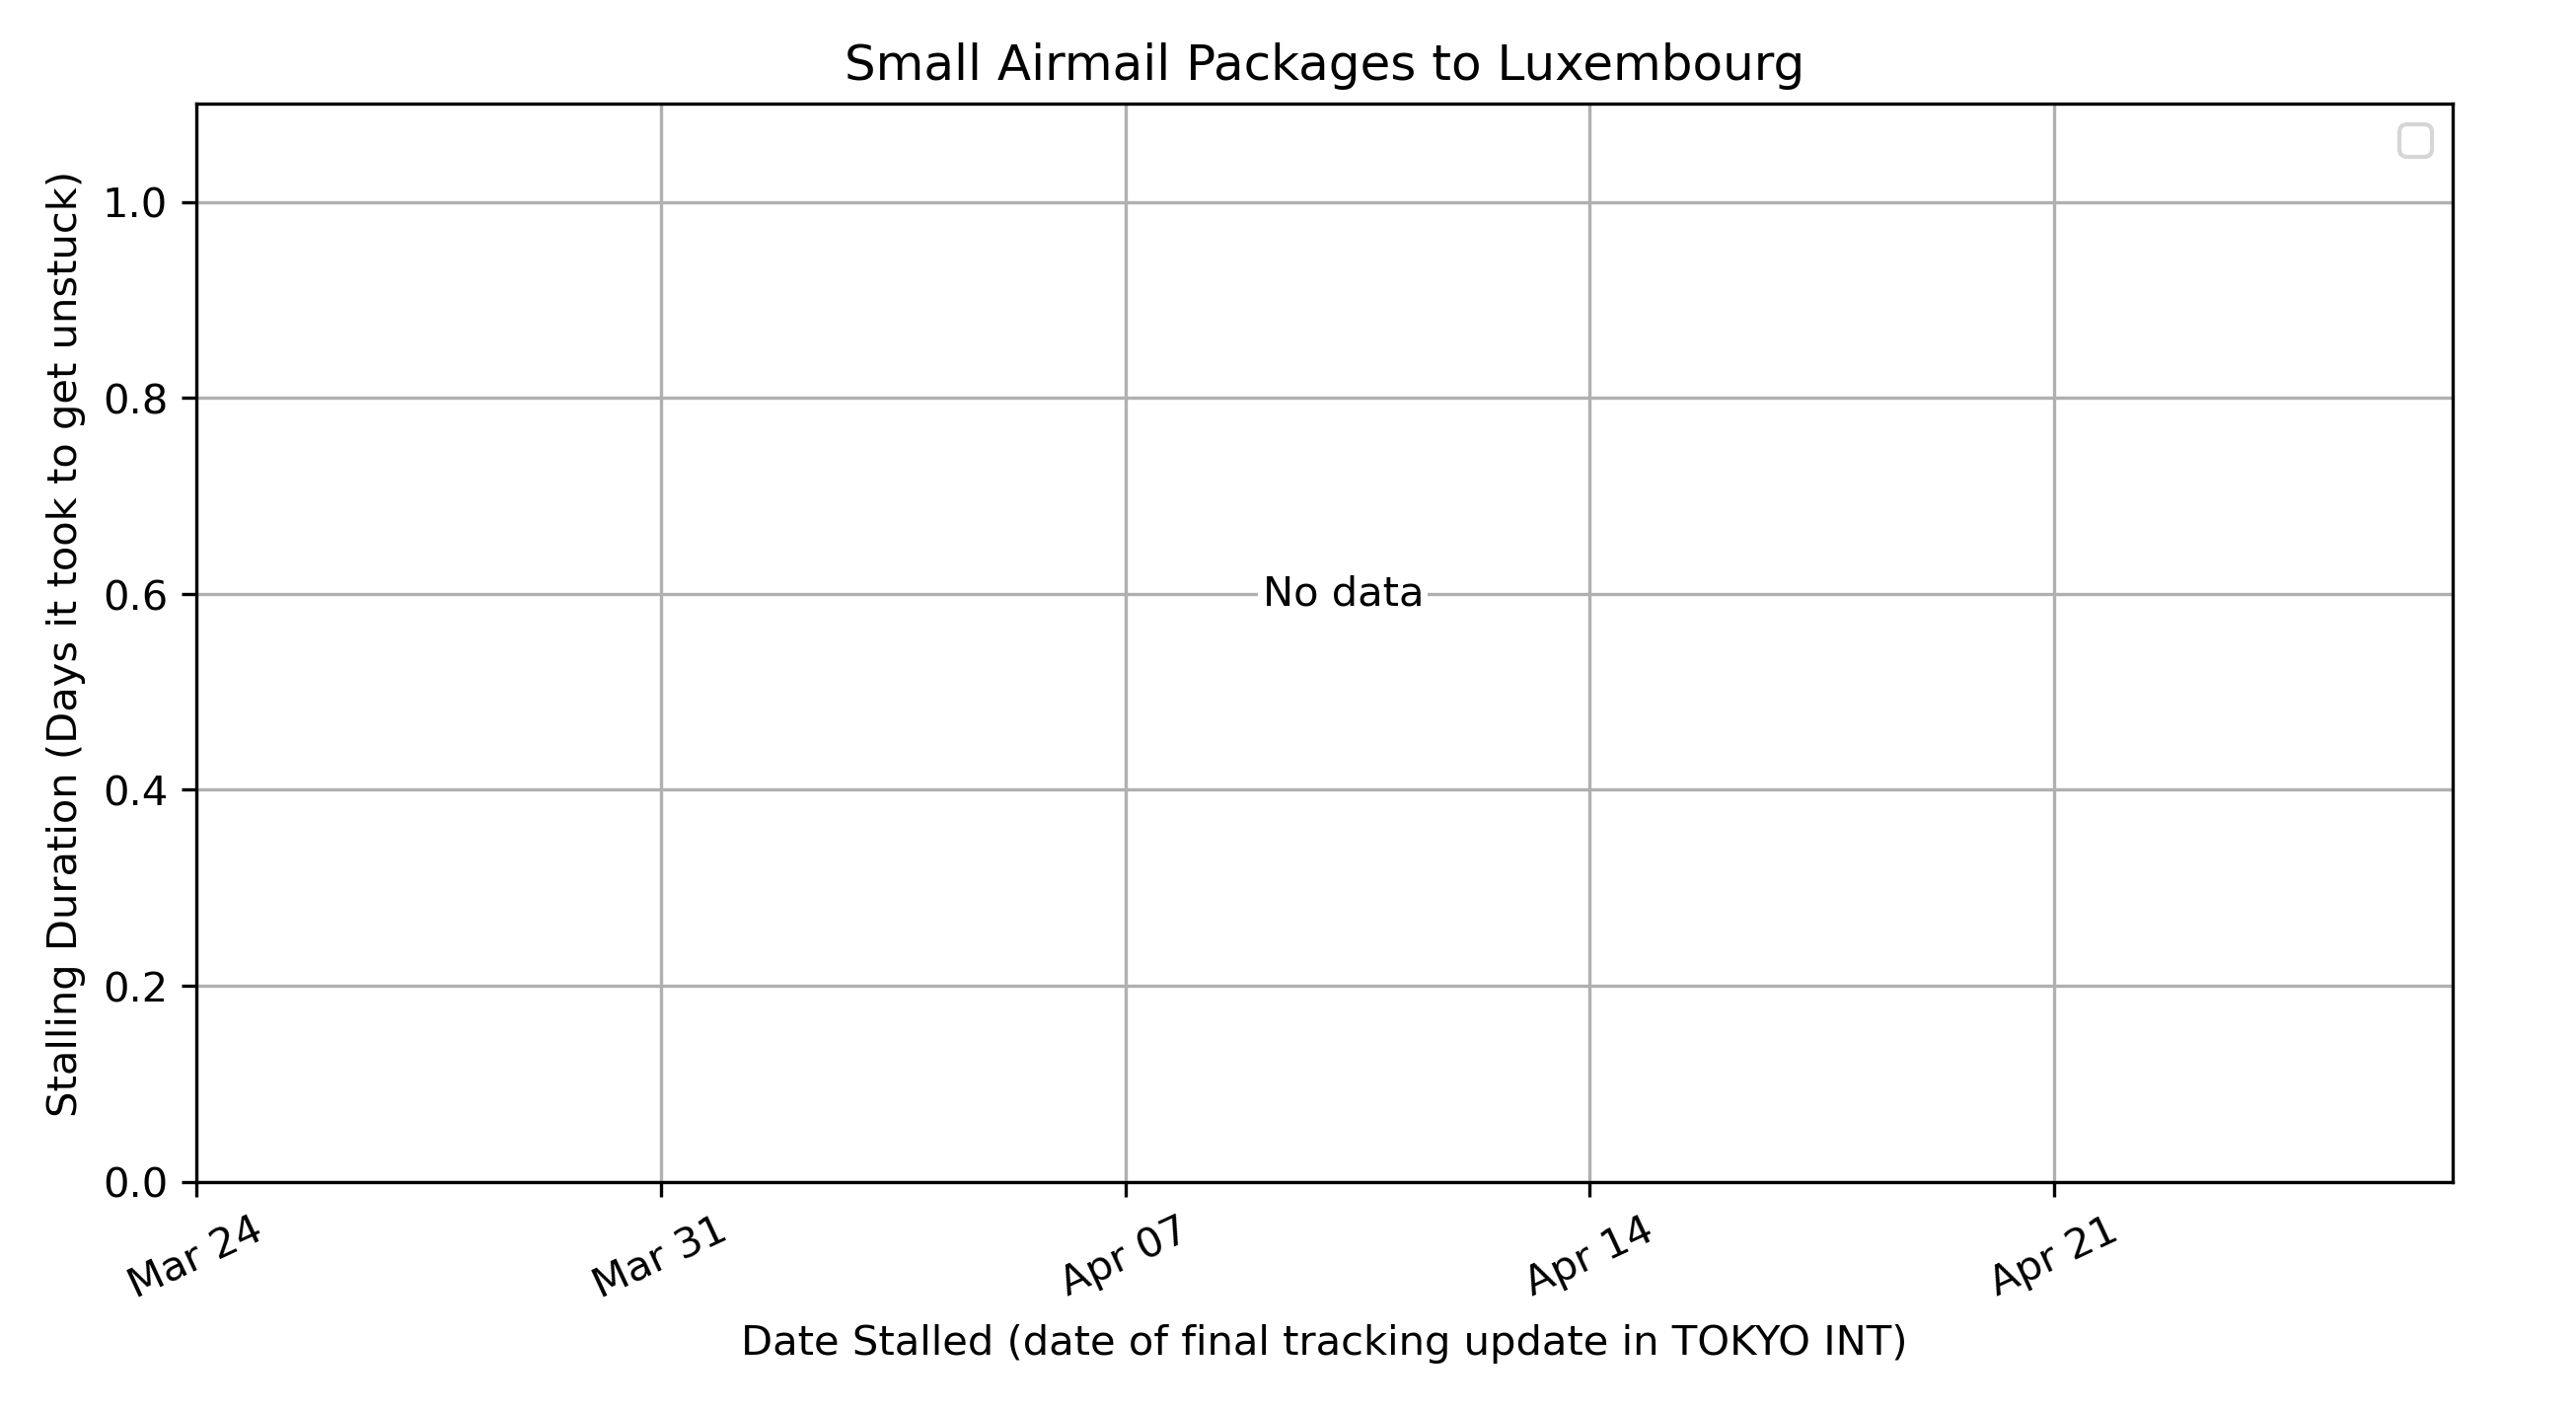 Small Airmail Packages to Luxembourg
Stalling Duration (Days it took to get unstuck)
1.0
0.8
0.6
0.4
0.2
0.0
No data
Mar 24
Mar 31
Apr 07
Apr 14
Apr 21
Date Stalled (date of final tracking update in TOKYO INT)